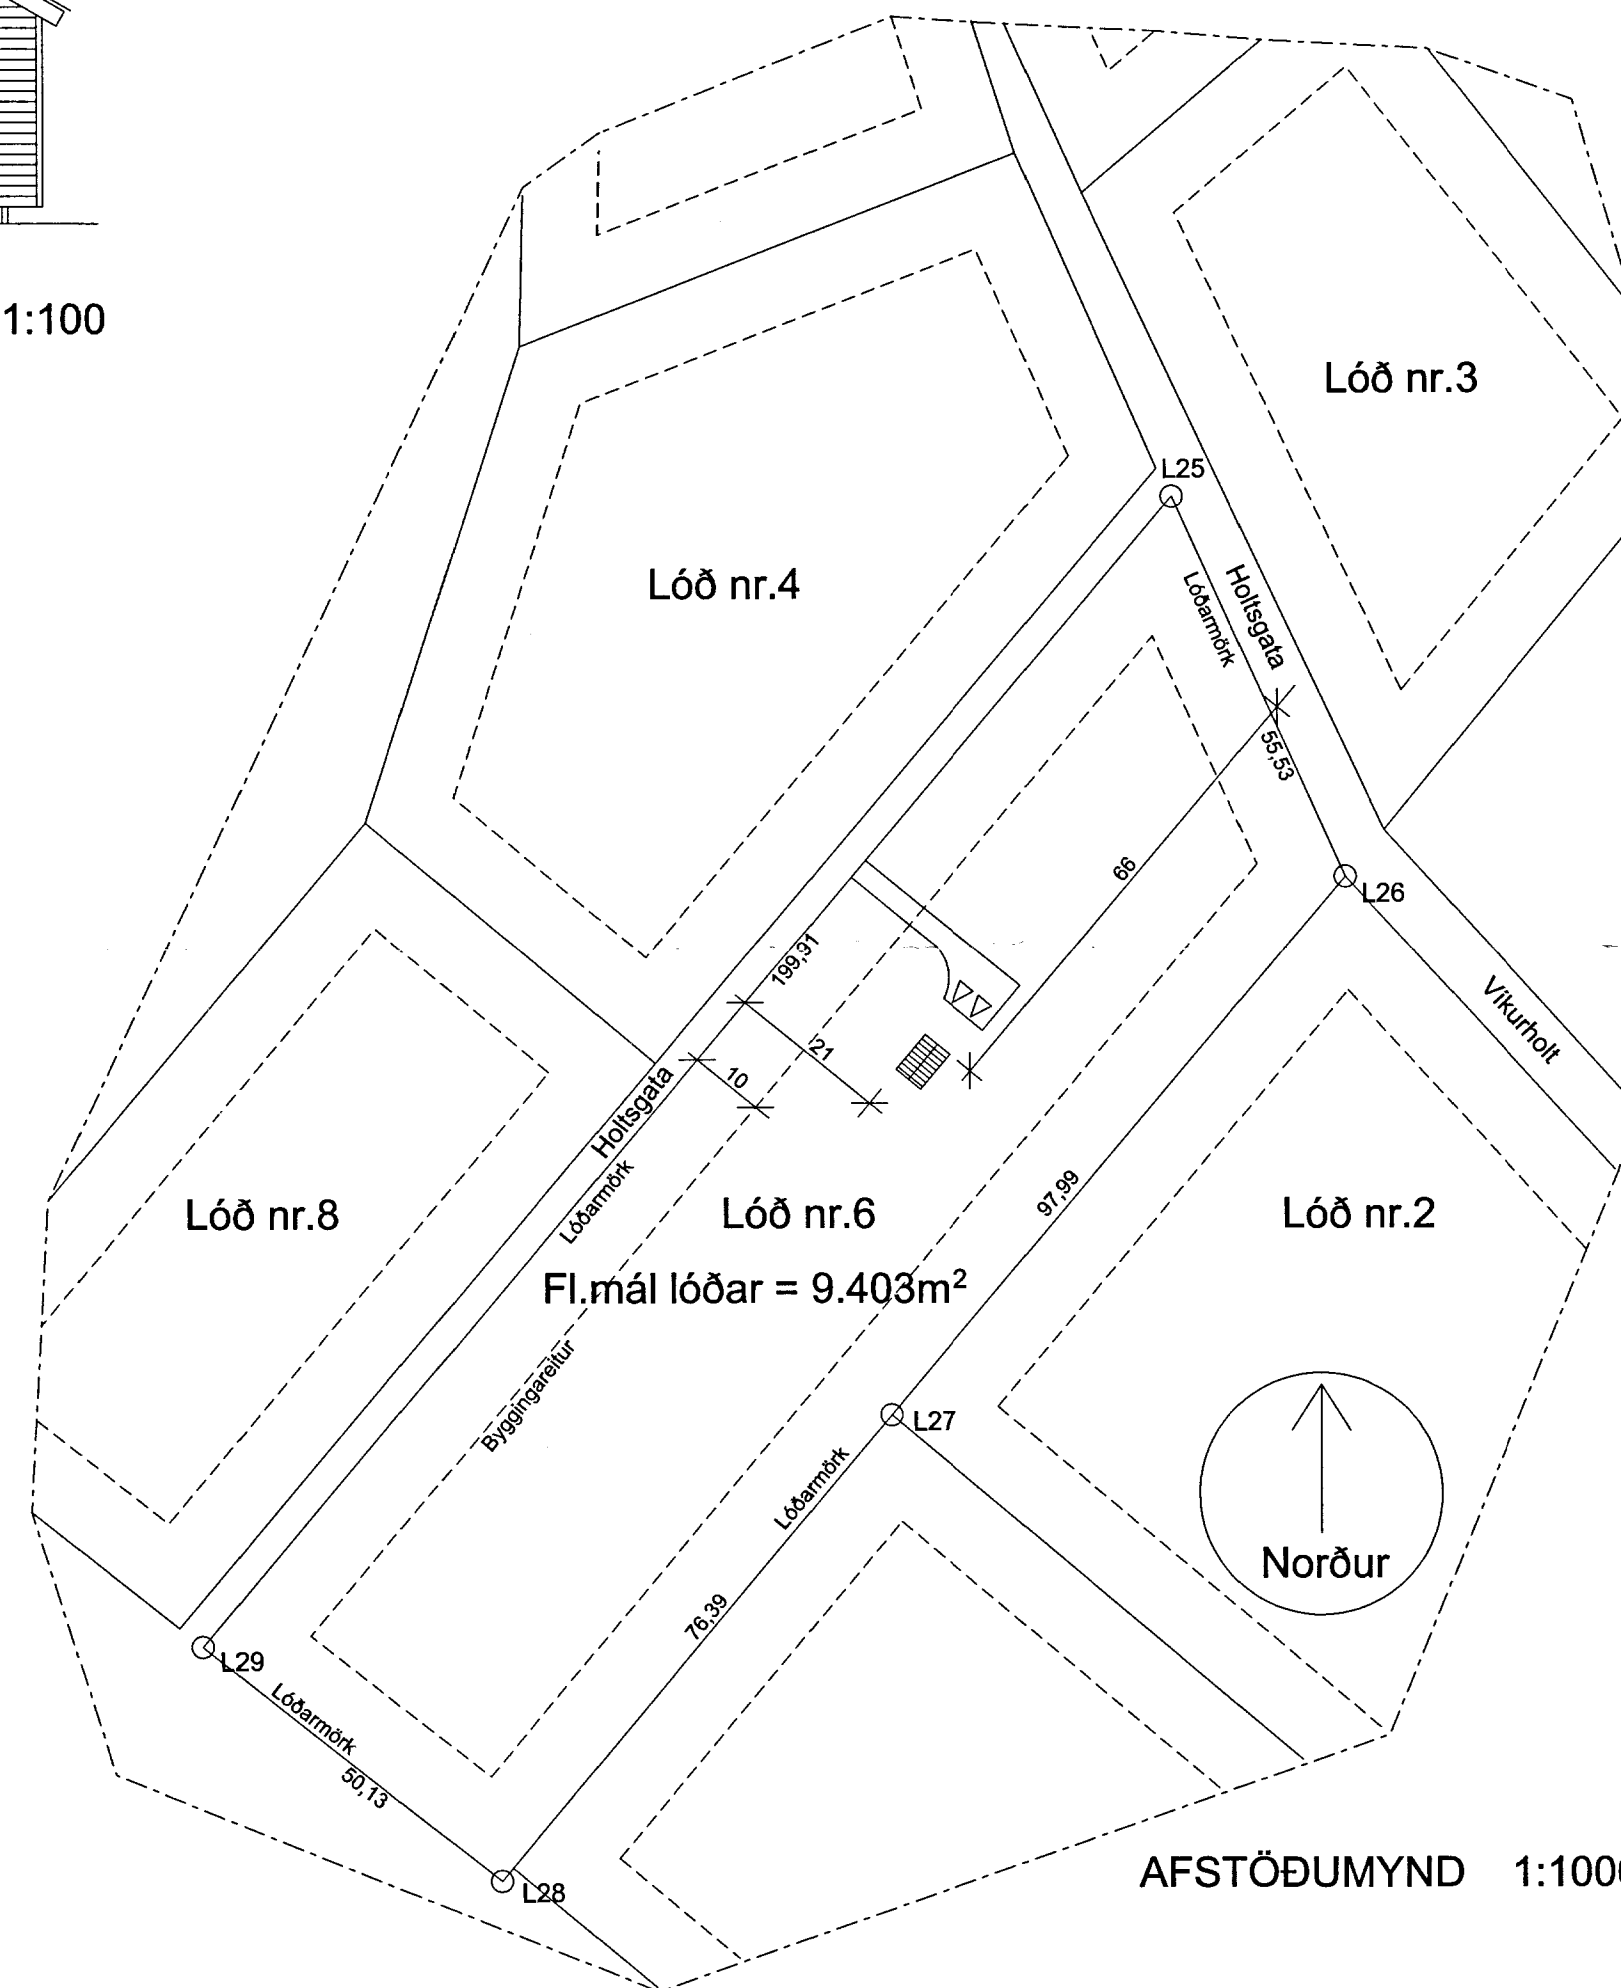 1:100
Lóð nr.3
L25
Lóð nr.4
Lóðarmörk
Holtsgata
55,53
66
L26
199,31
Víkurholt
21
10
Holtsgata
Lóðarmörk
97,99
Lóð nr.8
Lóð nr.6
Lóð nr.2
Fl.mál lóðar = 9.403m²
Byggingareitur
L27
Lóðarmörk
Norður
76,39
L29
Lóðarmörk
50,13
L28
AFSTÖÐUMYND 1:1000